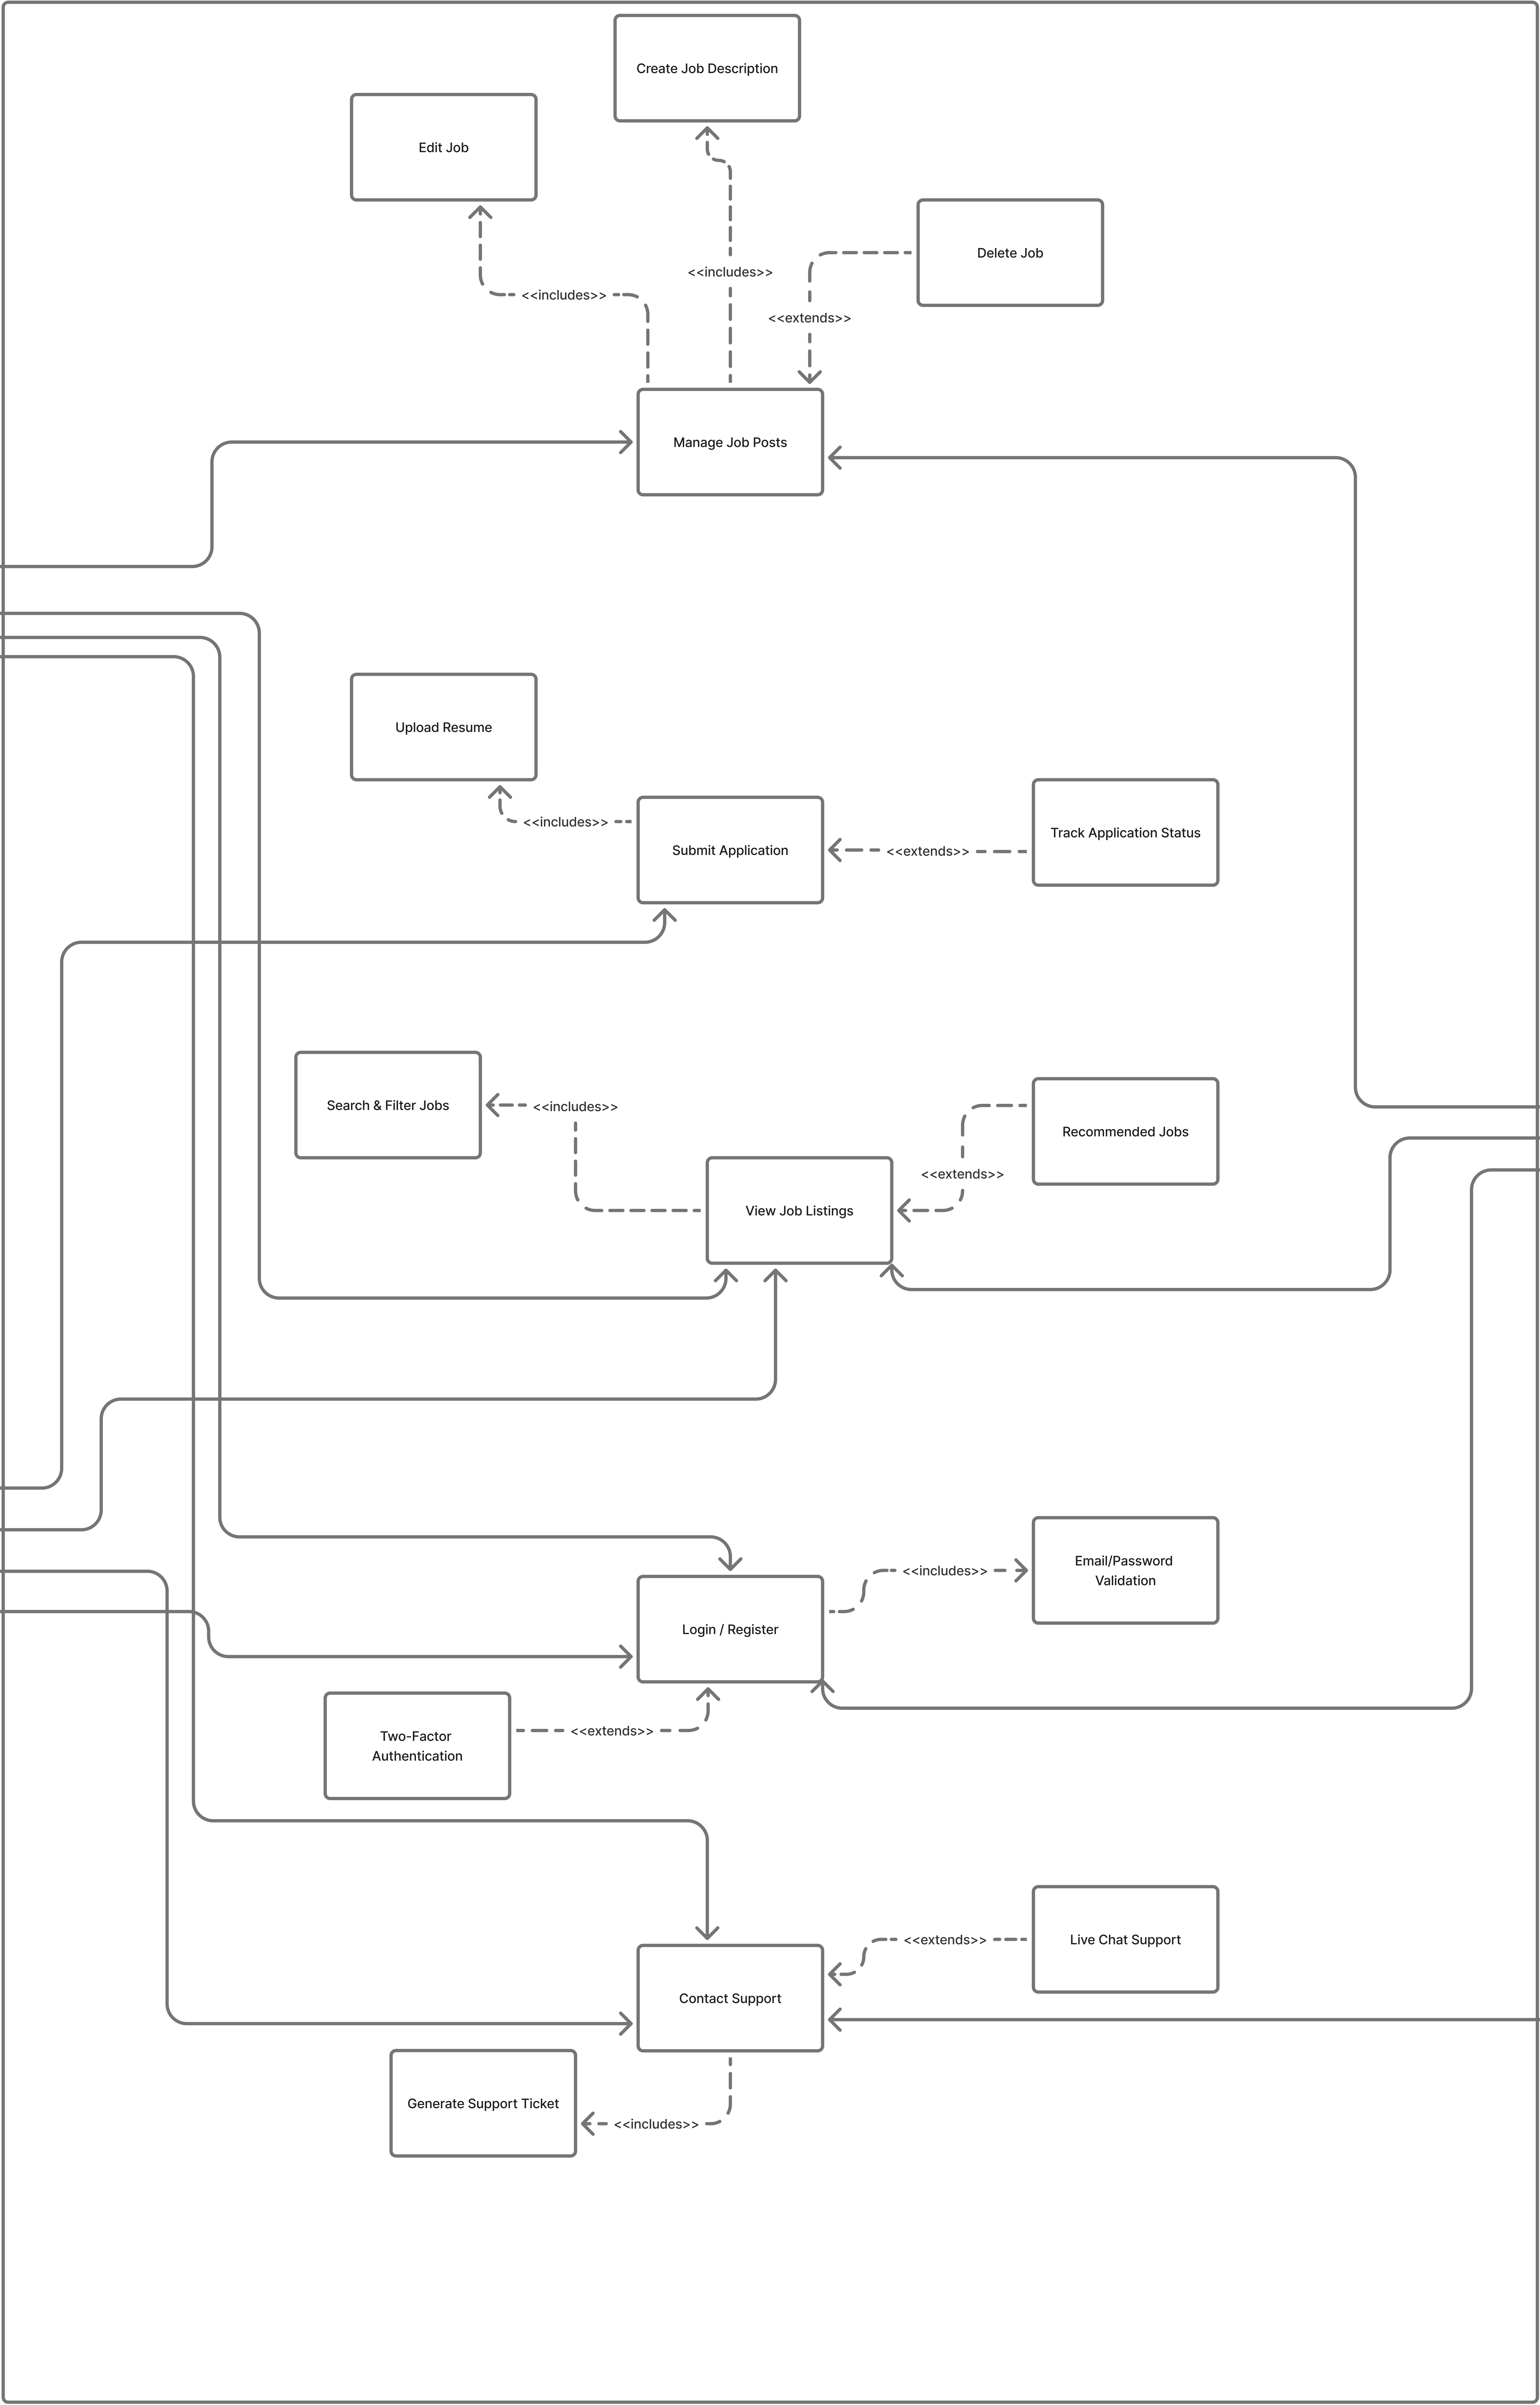 Create Job Description
Edit Job
Delete Job
<<includes>>
<<includes>>
<<extends>>
Manage Job Posts
Upload Resume
<<includes>>
Submit Application
<<extends>>
Track Application Status
Search & Filter Jobs
<<includes>>
Recommended Jobs
<<extends>>
View Job Listings
<<includes>>
Email/Password
Validation
Login / Register
Two-Factor
Authentication
<<extends>>
<<extends>>
Live Chat Support
Contact Support
Generate Support Ticket
<<includes>>